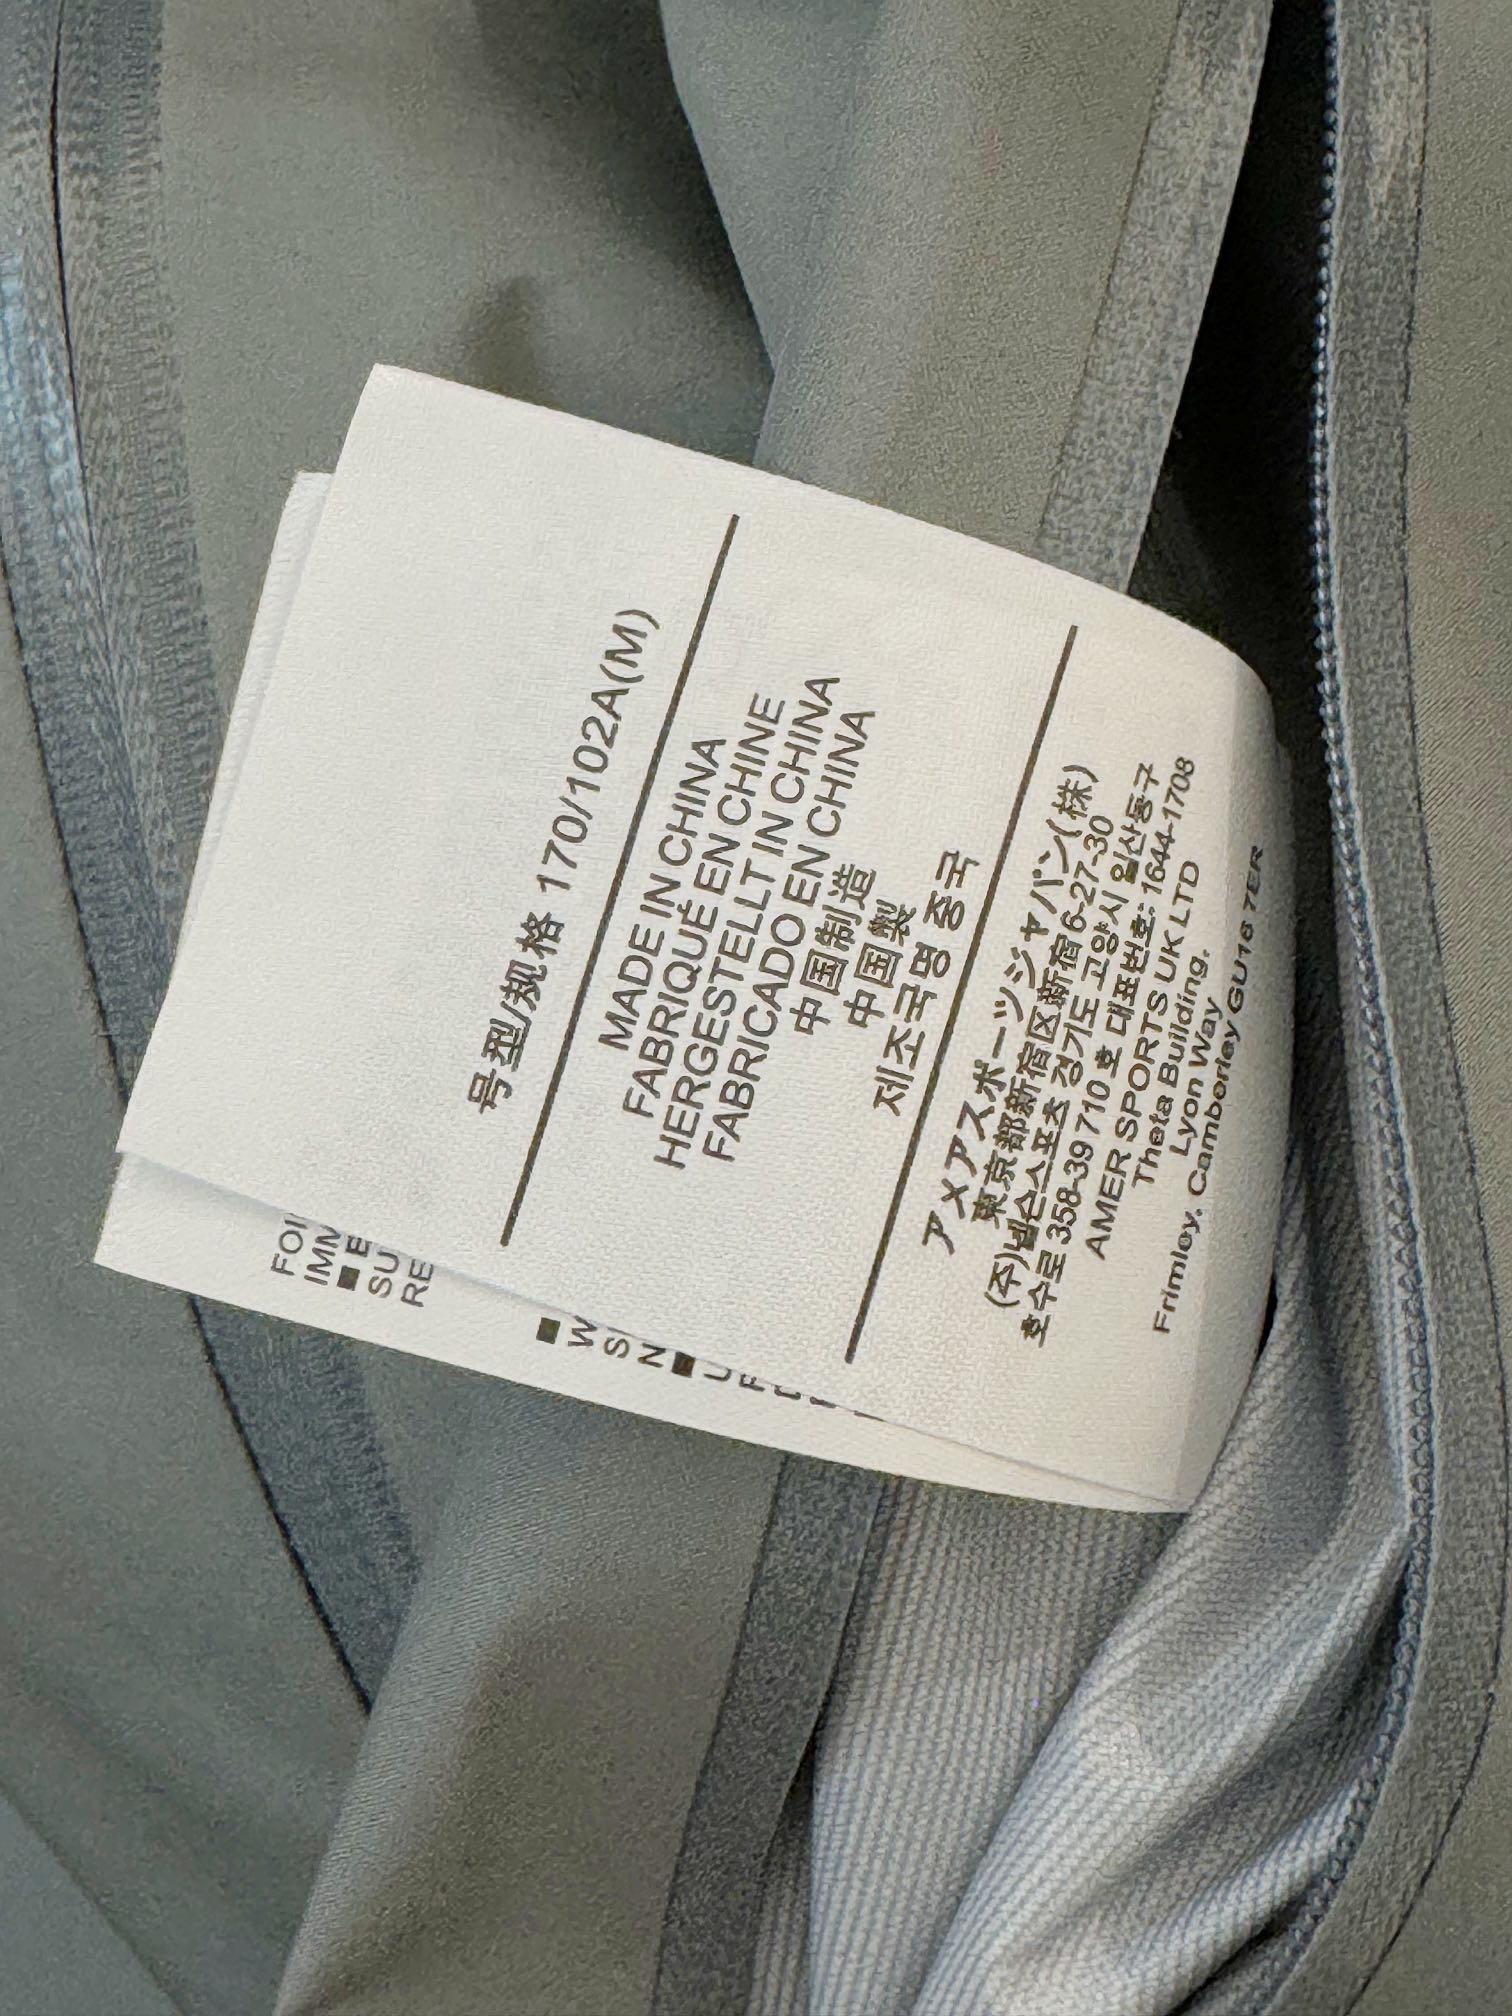 号型/规格 170/102A(M)
MADE IN CHINA
FABRIQUÉ EN CHINE
HERGESTELLT IN CHINA
FABRICADO EN CHINA
中国制造
中国製
제조국명 중국
アメアスポーツジャパン(株)
東京都新宿区新宿6-27-30
(주)넬슨스포츠 경기도 고양시 일산동구
호수로 358-39 710 호 대표번호: 1644-1708
AMER SPORTS UK LTD
Theta Building,
Lyon Way
Frimley, Camberley GU16 7ER